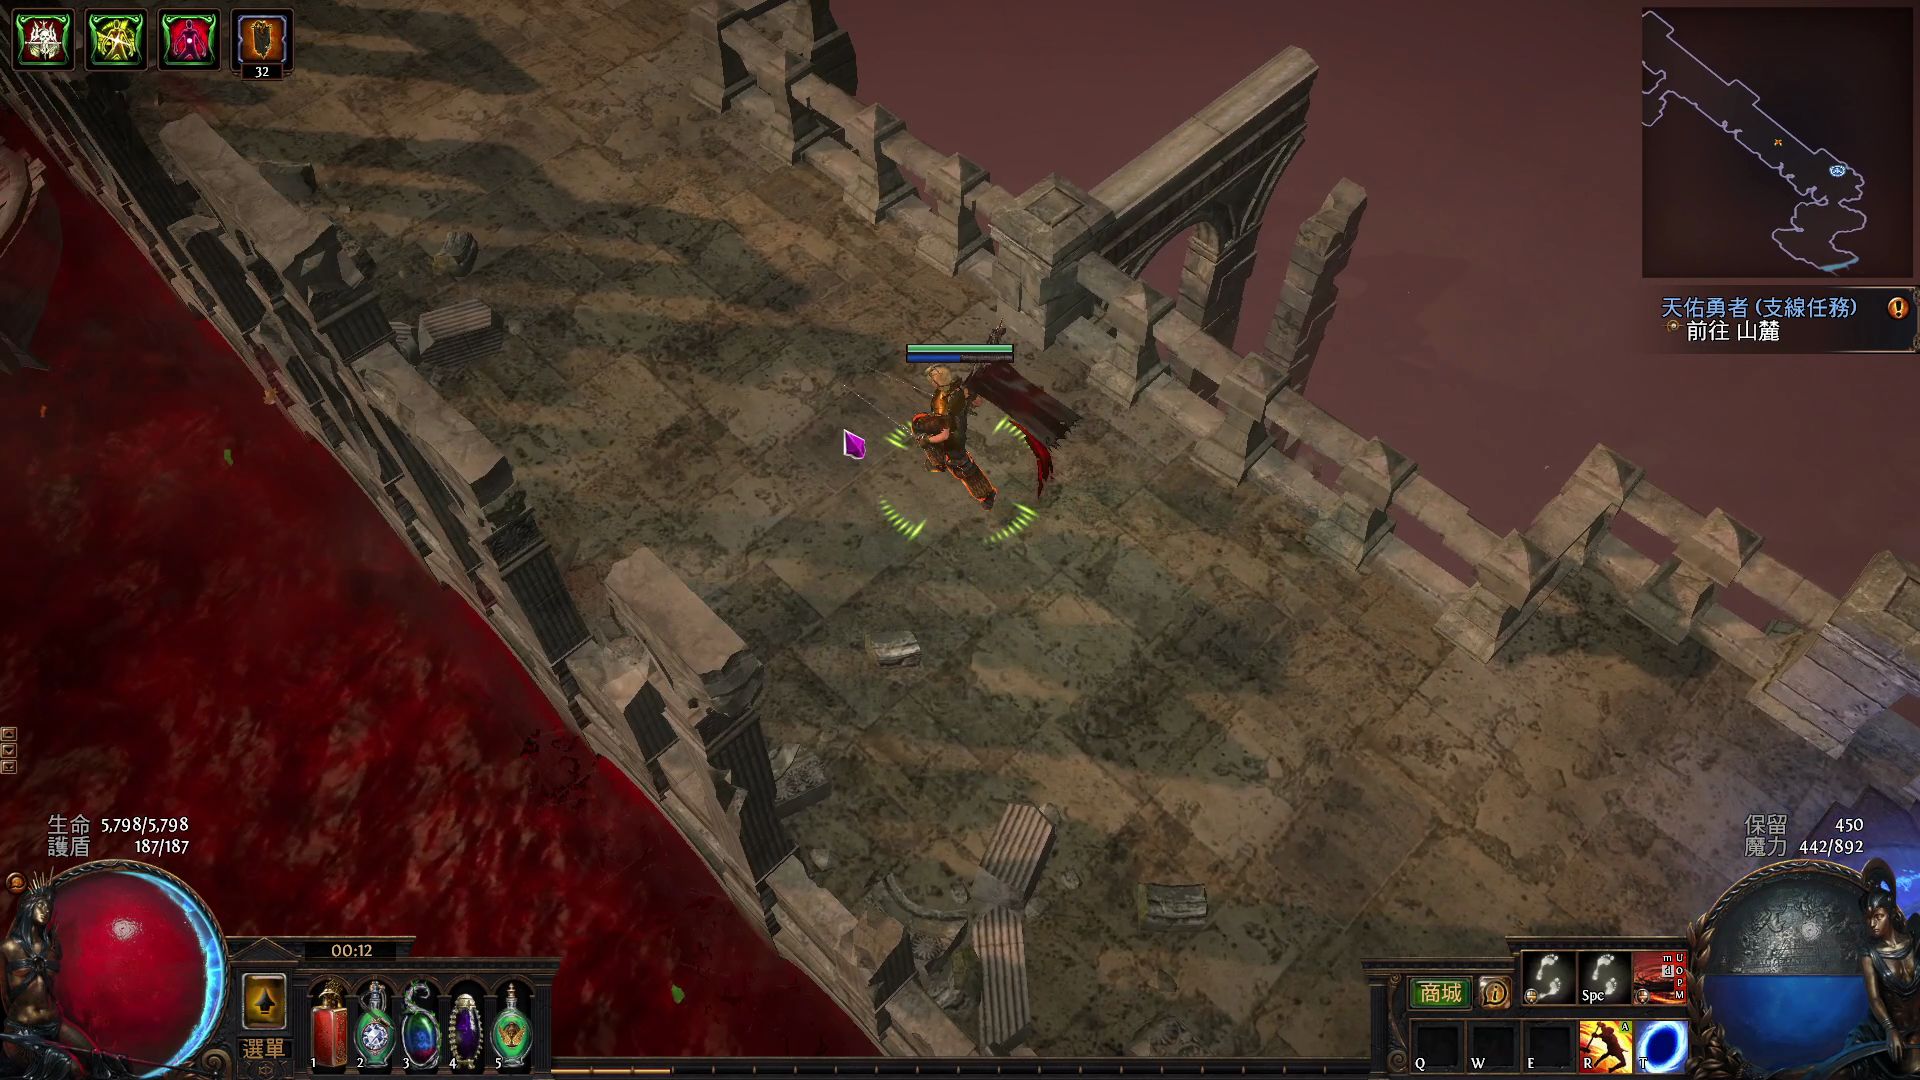 32
天佑勇者 (支線任務)
前往 山麓
生命 5,798/5,798
護盾 187/187
保留 450
魔力 442/892
00:12
選單
1 2 3 4 5
商城
Spc
m U
d O
P
M
Q W E R A T